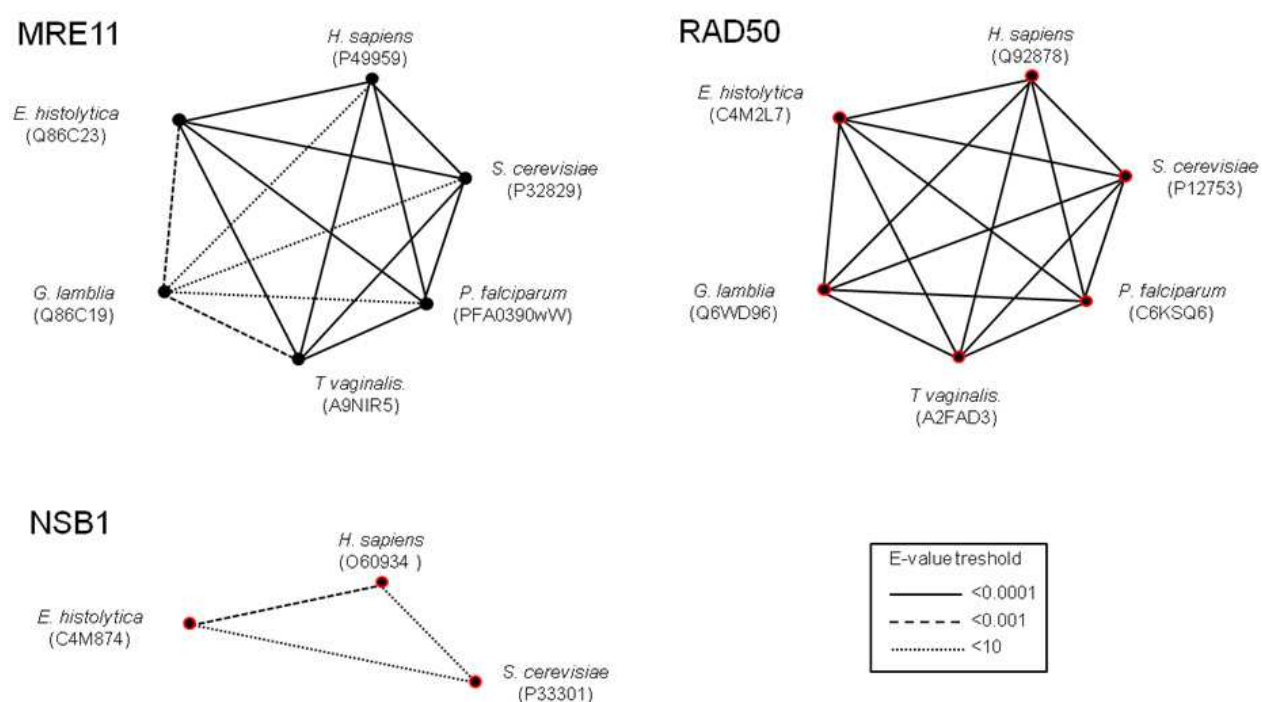 MRE11
H. sapiens
(P49959)
E. histolytica
(Q86C23)
S. cerevisiae
(P32829)
G. lamblia
(Q86C19)
P. falciparum
(PFA0390wW)
T vaginalis.
(A9NIR5)
RAD50
H. sapiens
(Q92878)
E. histolytica
(C4M2L7)
S. cerevisiae
(P12753)
G. lamblia
(Q6WD96)
P. falciparum
(C6KSQ6)
T vaginalis.
(A2FAD3)
NSB1
H. sapiens
(O60934 )
E. histolytica
(C4M874)
S. cerevisiae
(P33301)
E-value treshold
<0.0001
<0.001
<10